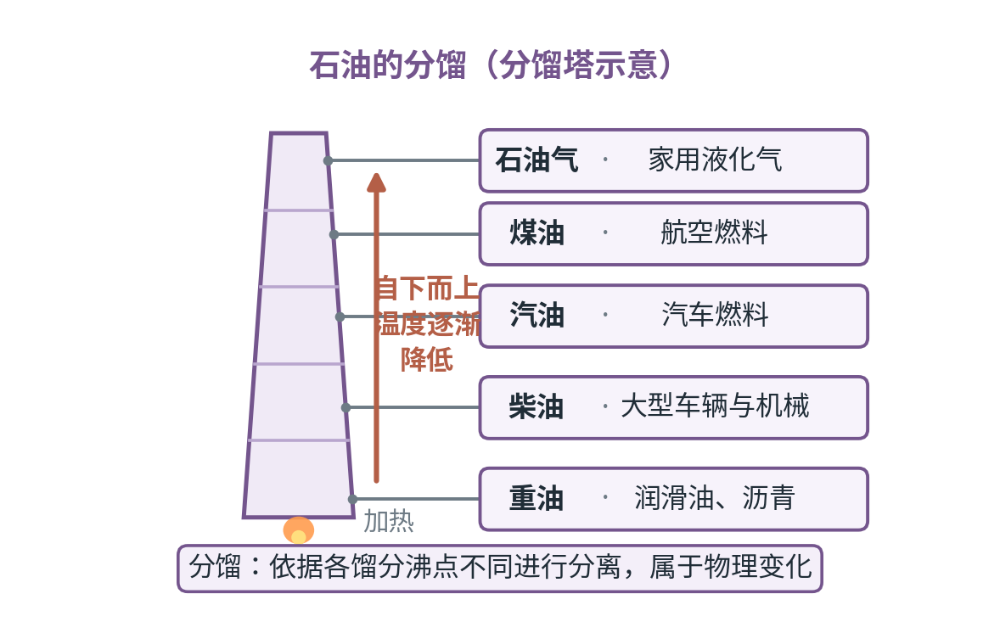 石油的分馏（分馏塔示意）
石油气 · 家用液化气
煤油 · 航空燃料
自下而上
温度逐渐
降低
汽油 · 汽车燃料
柴油 · 大型车辆与机械
重油 · 润滑油、沥青
加热
分馏：依据各馏分沸点不同进行分离，属于物理变化